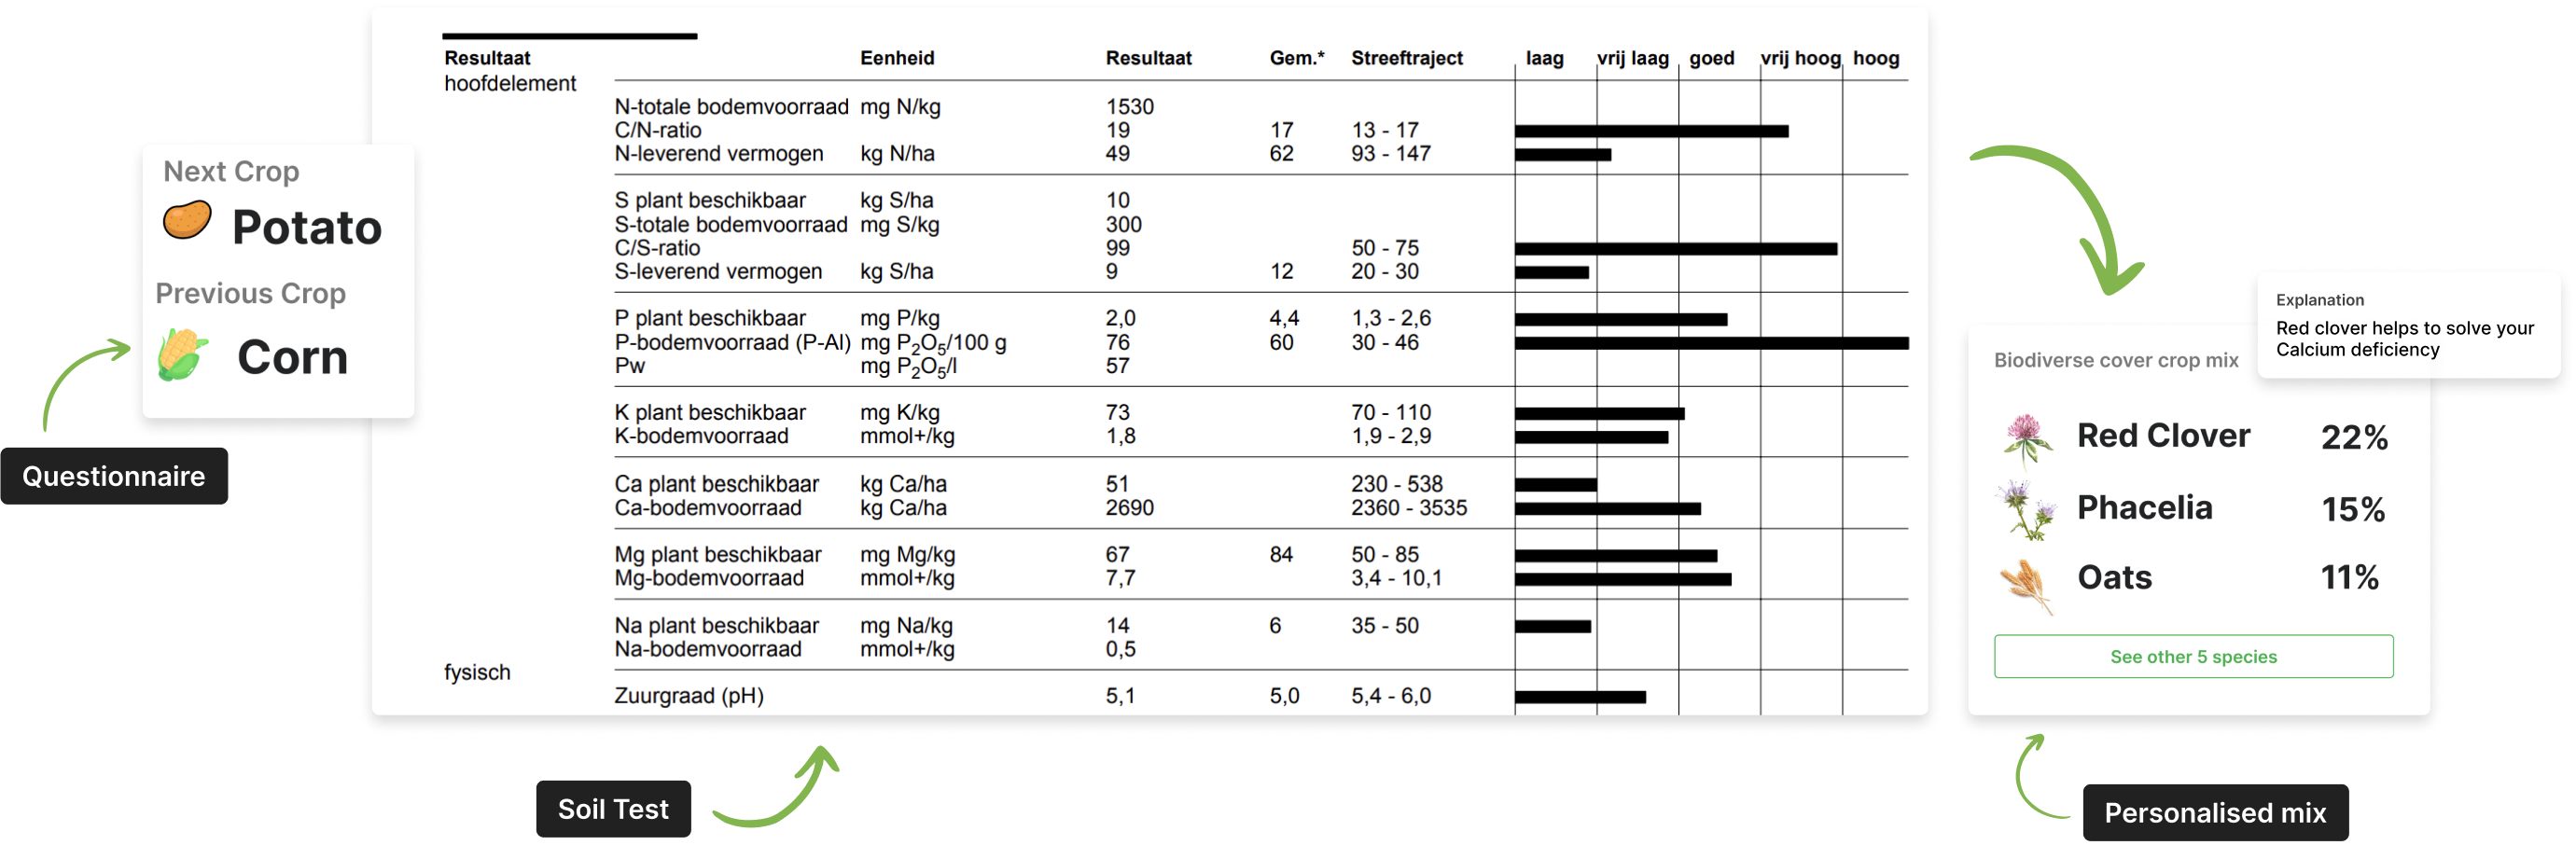 Next Crop
Potato
Previous Crop
Corn
Questionnaire
Resultaat Eenheid Resultaat Gem.* Streeftraject laag vrij laag goed vrij hoog hoog
hoofdelement
N-totale bodemvoorraad mg N/kg 1530
C/N-ratio 19 17 13 - 17
N-leverend vermogen kg N/ha 49 62 93 - 147
S plant beschikbaar kg S/ha 10
S-totale bodemvoorraad mg S/kg 300
C/S-ratio 99 50 - 75
S-leverend vermogen kg S/ha 9 12 20 - 30
P plant beschikbaar mg P/kg 2,0 4,4 1,3 - 2,6
P-bodemvoorraad (P-Al) mg P₂O₅/100 g 76 60 30 - 46
Pw mg P₂O₅/l 57
K plant beschikbaar mg K/kg 73 70 - 110
K-bodemvoorraad mmol+/kg 1,8 1,9 - 2,9
Ca plant beschikbaar kg Ca/ha 51 230 - 538
Ca-bodemvoorraad kg Ca/ha 2690 2360 - 3535
Mg plant beschikbaar mg Mg/kg 67 84 50 - 85
Mg-bodemvoorraad mmol+/kg 7,7 3,4 - 10,1
Na plant beschikbaar mg Na/kg 14 6 35 - 50
Na-bodemvoorraad mmol+/kg 0,5
fysisch
Zuurgraad (pH) 5,1 5,0 5,4 - 6,0
Soil Test
Explanation
Red clover helps to solve your
Calcium deficiency
Biodiverse cover crop mix
Red Clover 22%
Phacelia 15%
Oats 11%
See other 5 species
Personalised mix